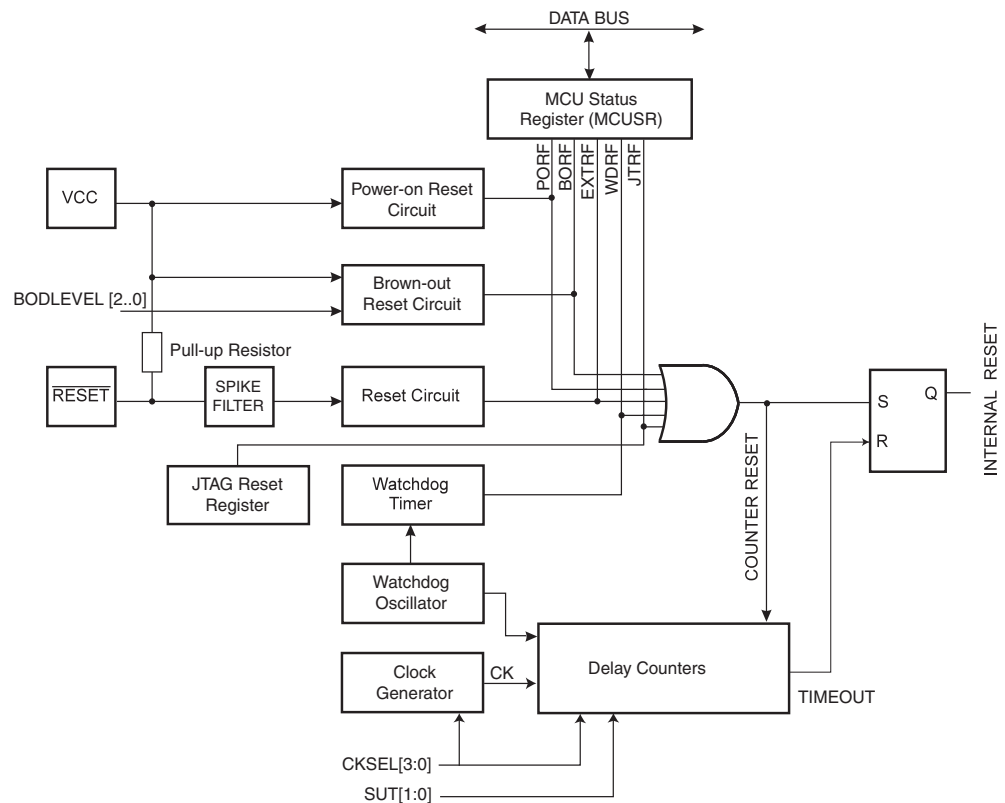 DATA BUS
MCU Status
Register (MCUSR)
PORF
BORF
EXTRF
WDRF
JTRF
VCC
Power-on Reset
Circuit
Brown-out
Reset Circuit
BODLEVEL [2..0]
Pull-up Resistor
RESET
SPIKE
FILTER
Reset Circuit
S
Q
R
INTERNAL RESET
JTAG Reset
Register
Watchdog
Timer
COUNTER RESET
Watchdog
Oscillator
Clock
Generator
CK
Delay Counters
TIMEOUT
CKSEL[3:0]
SUT[1:0]